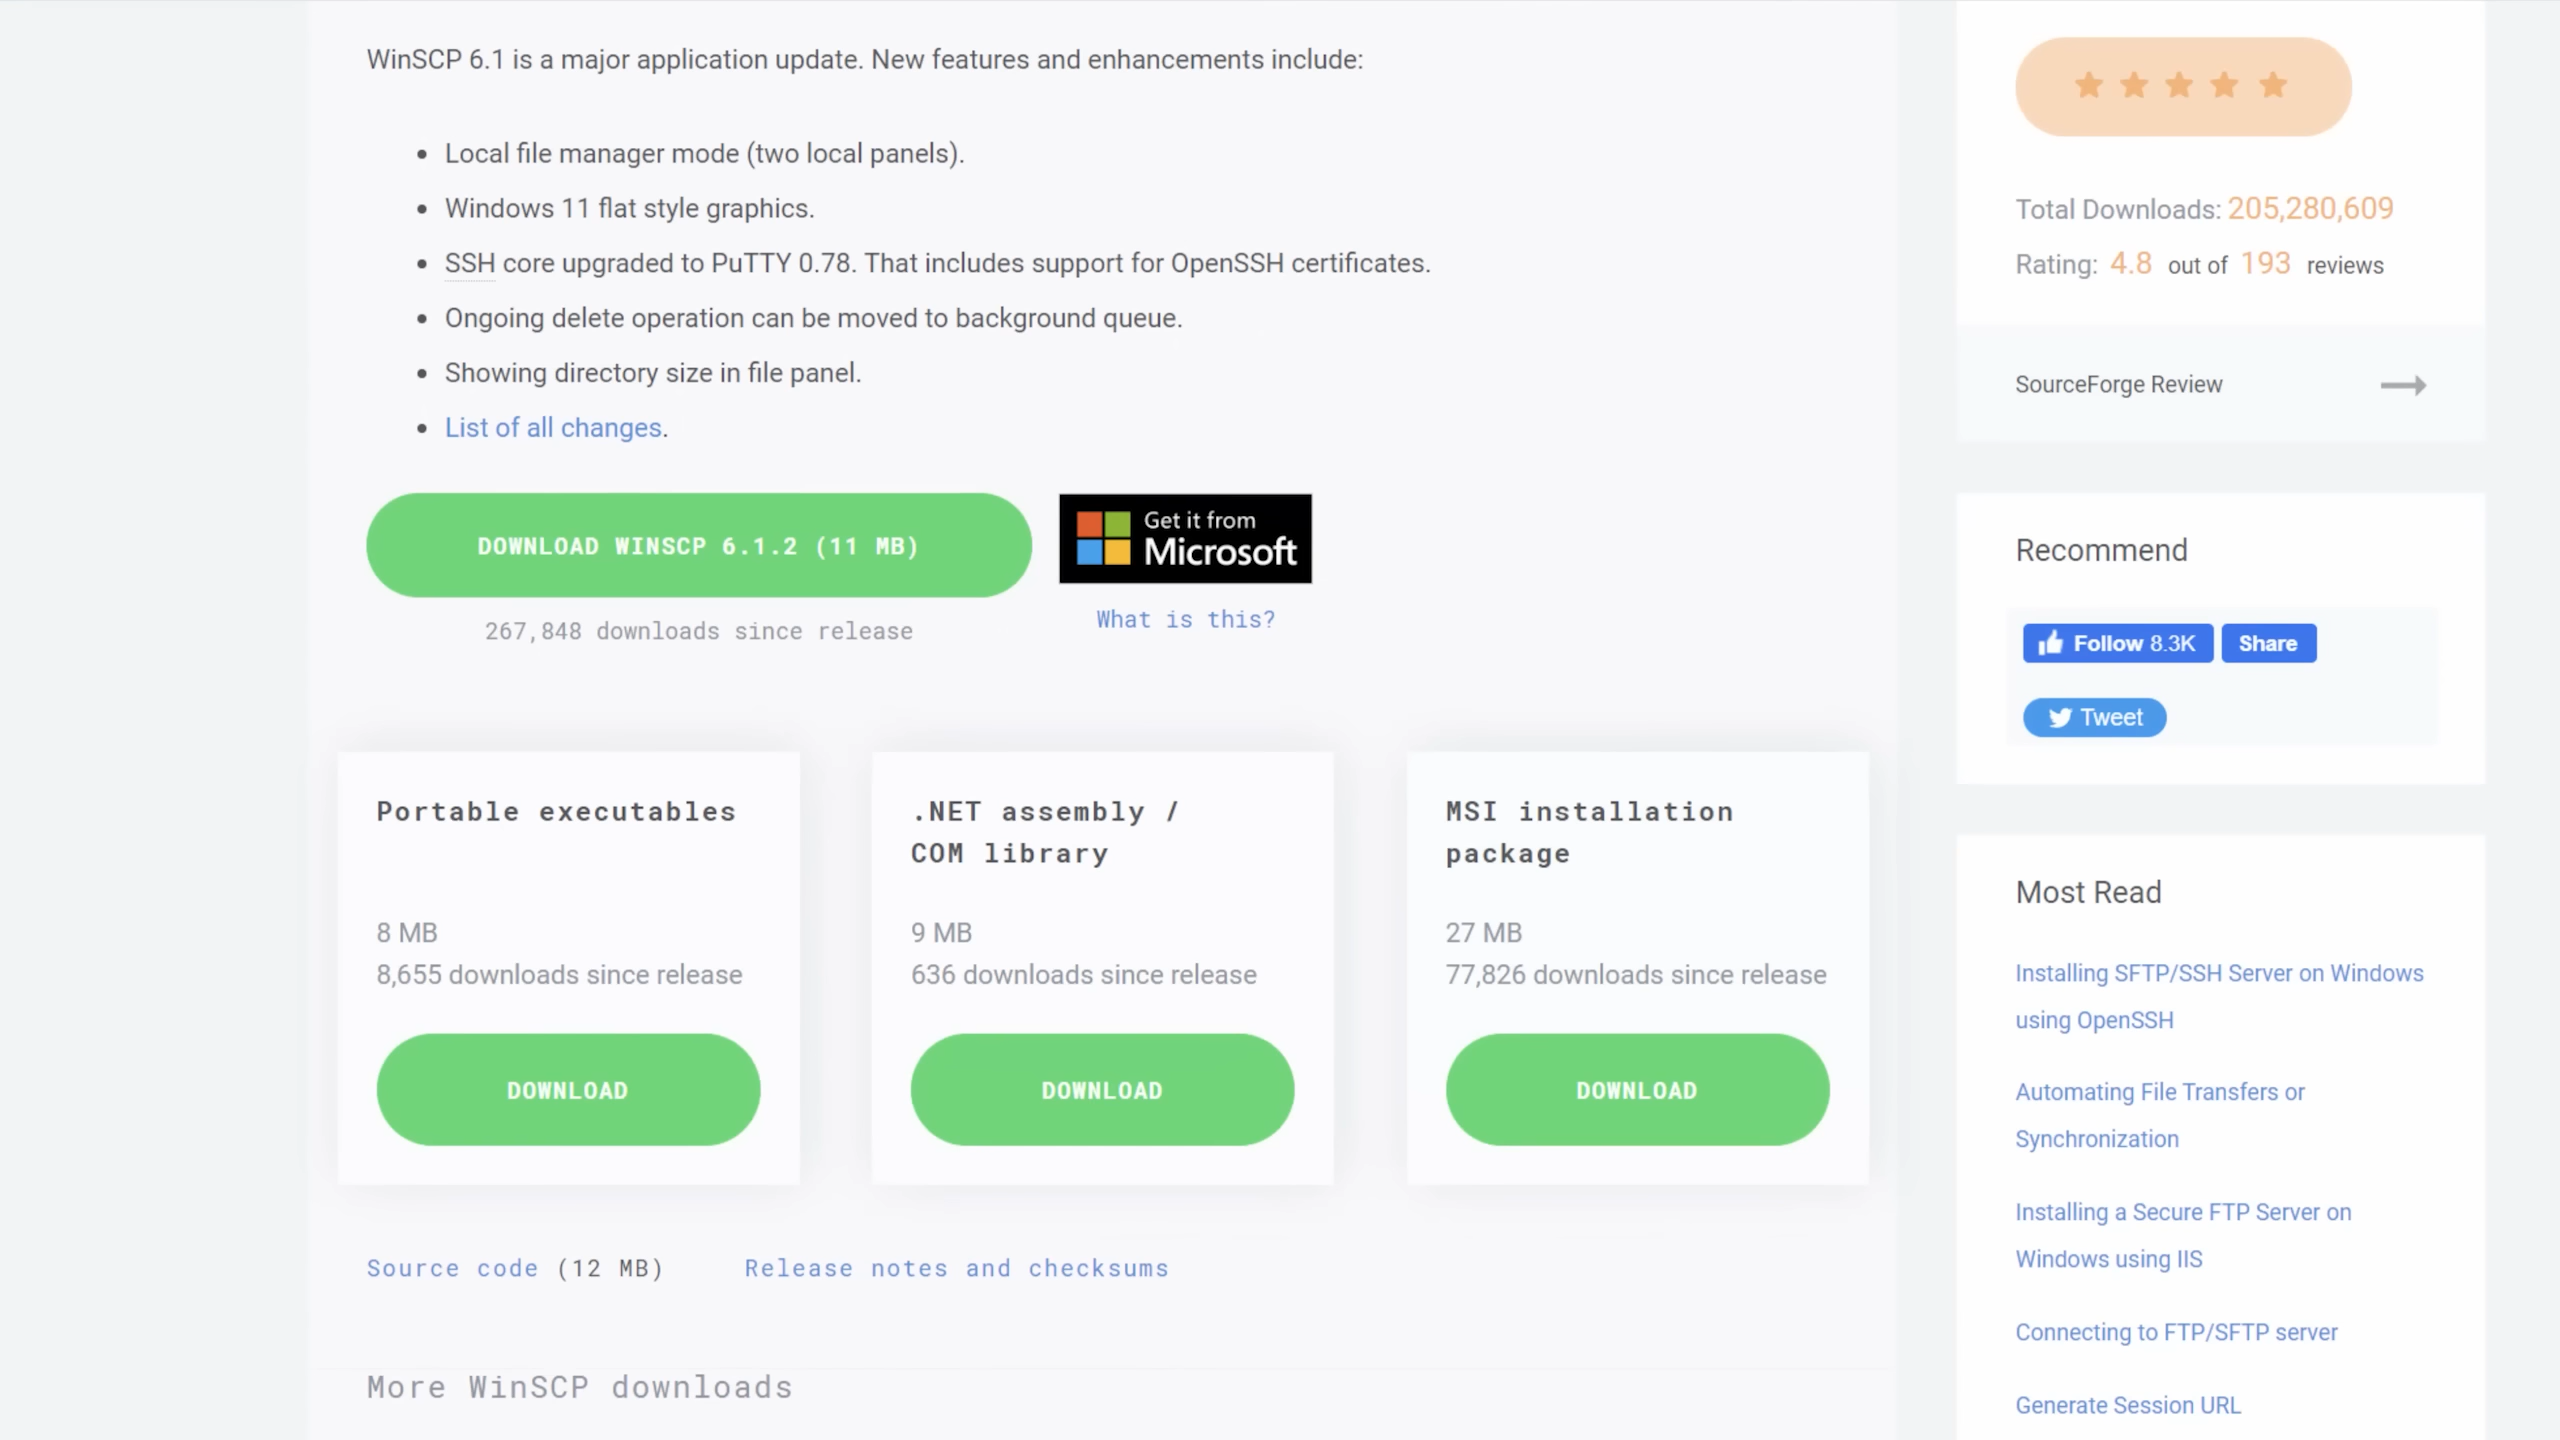 WinSCP 6.1 is a major application update. New features and enhancements include:
Local file manager mode (two local panels).
Windows 11 flat style graphics.
SSH core upgraded to PuTTY 0.78. That includes support for OpenSSH certificates.
Ongoing delete operation can be moved to background queue.
Showing directory size in file panel.
List of all changes.
DOWNLOAD WINSCP 6.1.2 (11 MB)
267,848 downloads since release
Get it from
Microsoft
What is this?
Portable executables
8 MB
8,655 downloads since release
DOWNLOAD
.NET assembly /
COM library
9 MB
636 downloads since release
DOWNLOAD
MSI installation
package
27 MB
77,826 downloads since release
DOWNLOAD
Source code (12 MB)
Release notes and checksums
More WinSCP downloads
Total Downloads: 205,280,609
Rating: 4.8 out of 193 reviews
SourceForge Review
Recommend
Follow 8.3K
Share
Tweet
Most Read
Installing SFTP/SSH Server on Windows
using OpenSSH
Automating File Transfers or
Synchronization
Installing a Secure FTP Server on
Windows using IIS
Connecting to FTP/SFTP server
Generate Session URL